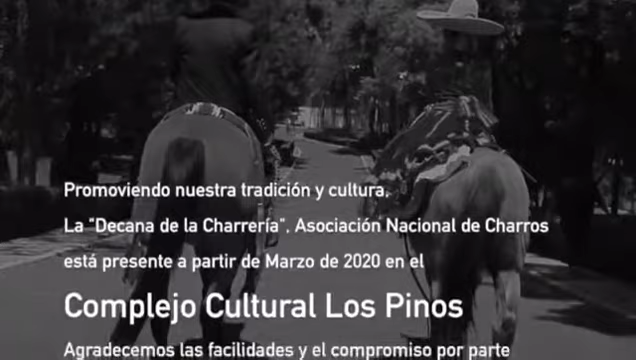 Promoviendo nuestra tradición y cultura,
La "Decana de la Charrería", Asociación Nacional de Charros
está presente a partir de Marzo de 2020 en el
Complejo Cultural Los Pinos
Agradecemos las facilidades y el compromiso por parte